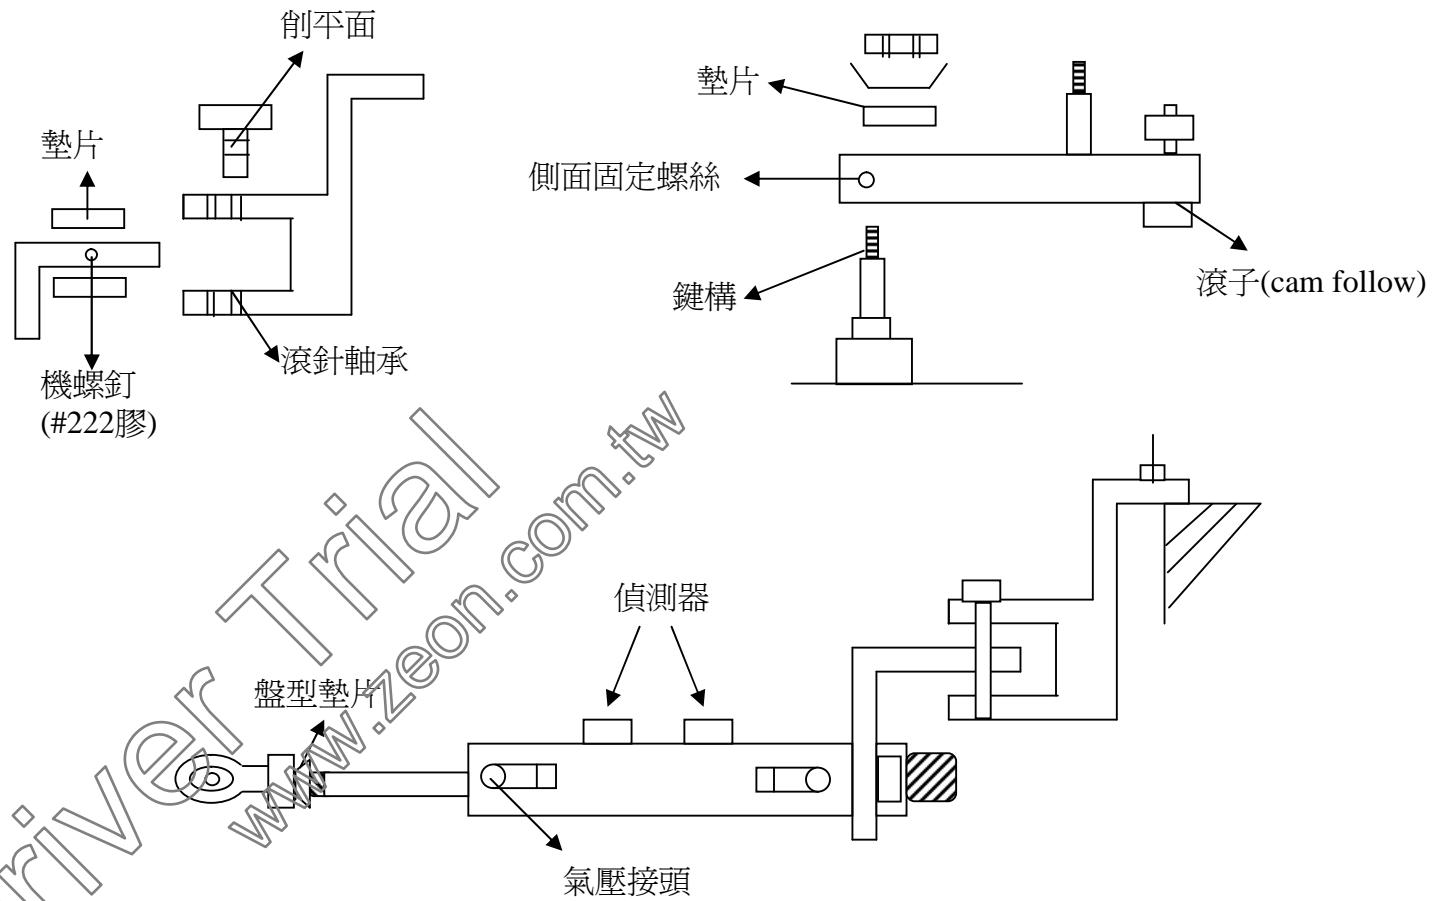 削平面
墊片
機螺釘
(#222膠)
滾針軸承
墊片
側面固定螺絲
鍵構
滾子(cam follow)
偵測器
盤型墊片
氣壓接頭
river Trial
www.zeon.com.tw